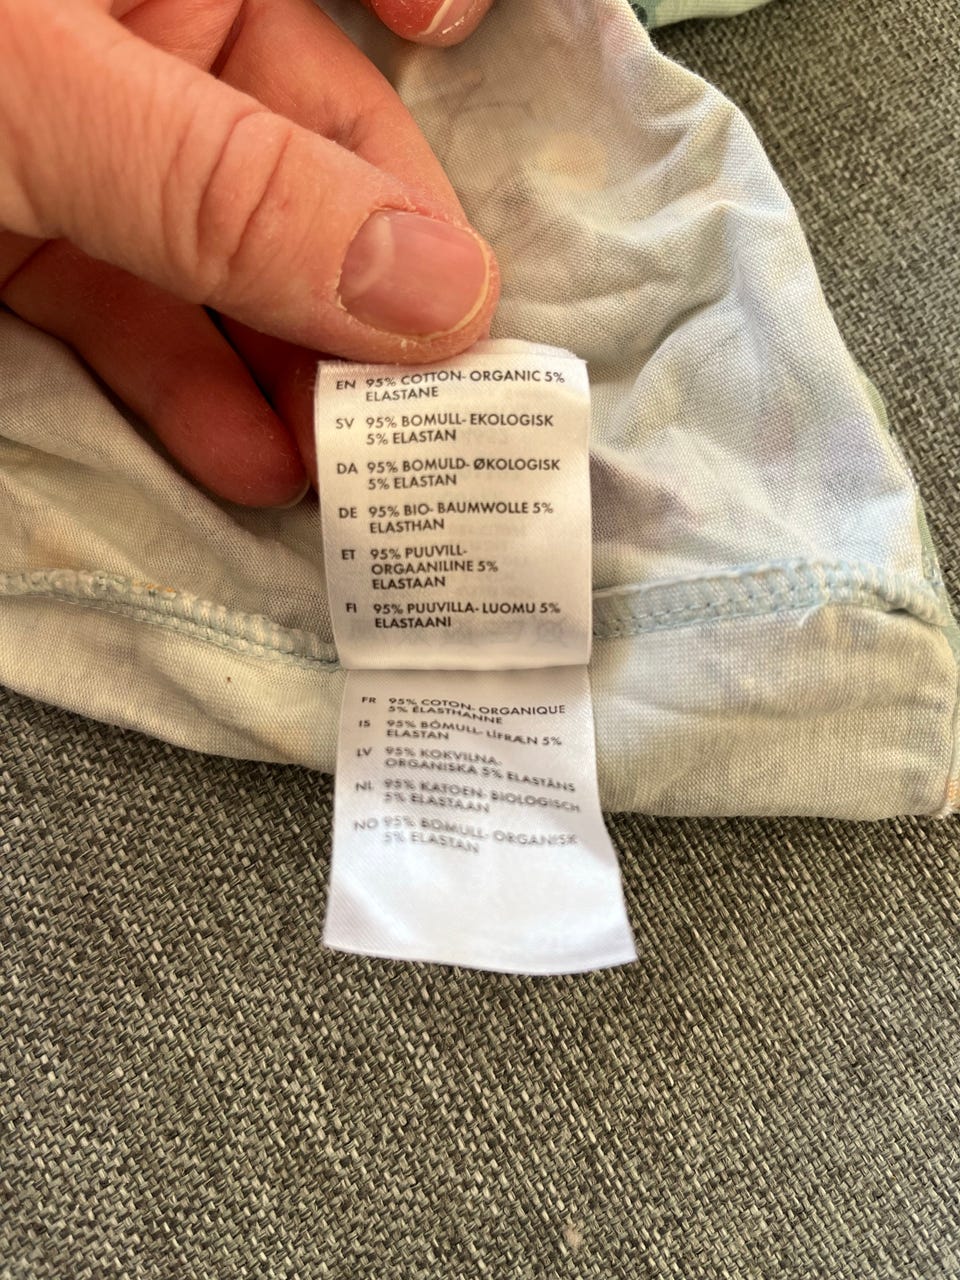 EN 95% COTTON- ORGANIC 5%
ELASTANE
SV 95% BOMULL- EKOLOGISK
5% ELASTAN
DA 95% BOMULD- ØKOLOGISK
5% ELASTAN
DE 95% BIO- BAUMWOLLE 5%
ELASTHAN
ET 95% PUUVILL-
ORGAANILINE 5%
ELASTAAN
FI 95% PUUVILLA- LUOMU 5%
ELASTAANI
FR 95% COTON- ORGANIQUE
5% ÉLASTHANNE
IS 95% BÓMULL- LÍFRÆN 5%
ELASTAN
LV 95% KOKVILNA-
ORGANISKA 5% ELASTĀNS
NL 95% KATOEN- BIOLOGISCH
5% ELASTAAN
NO 95% BOMULL- ORGANISK
5% ELASTAN